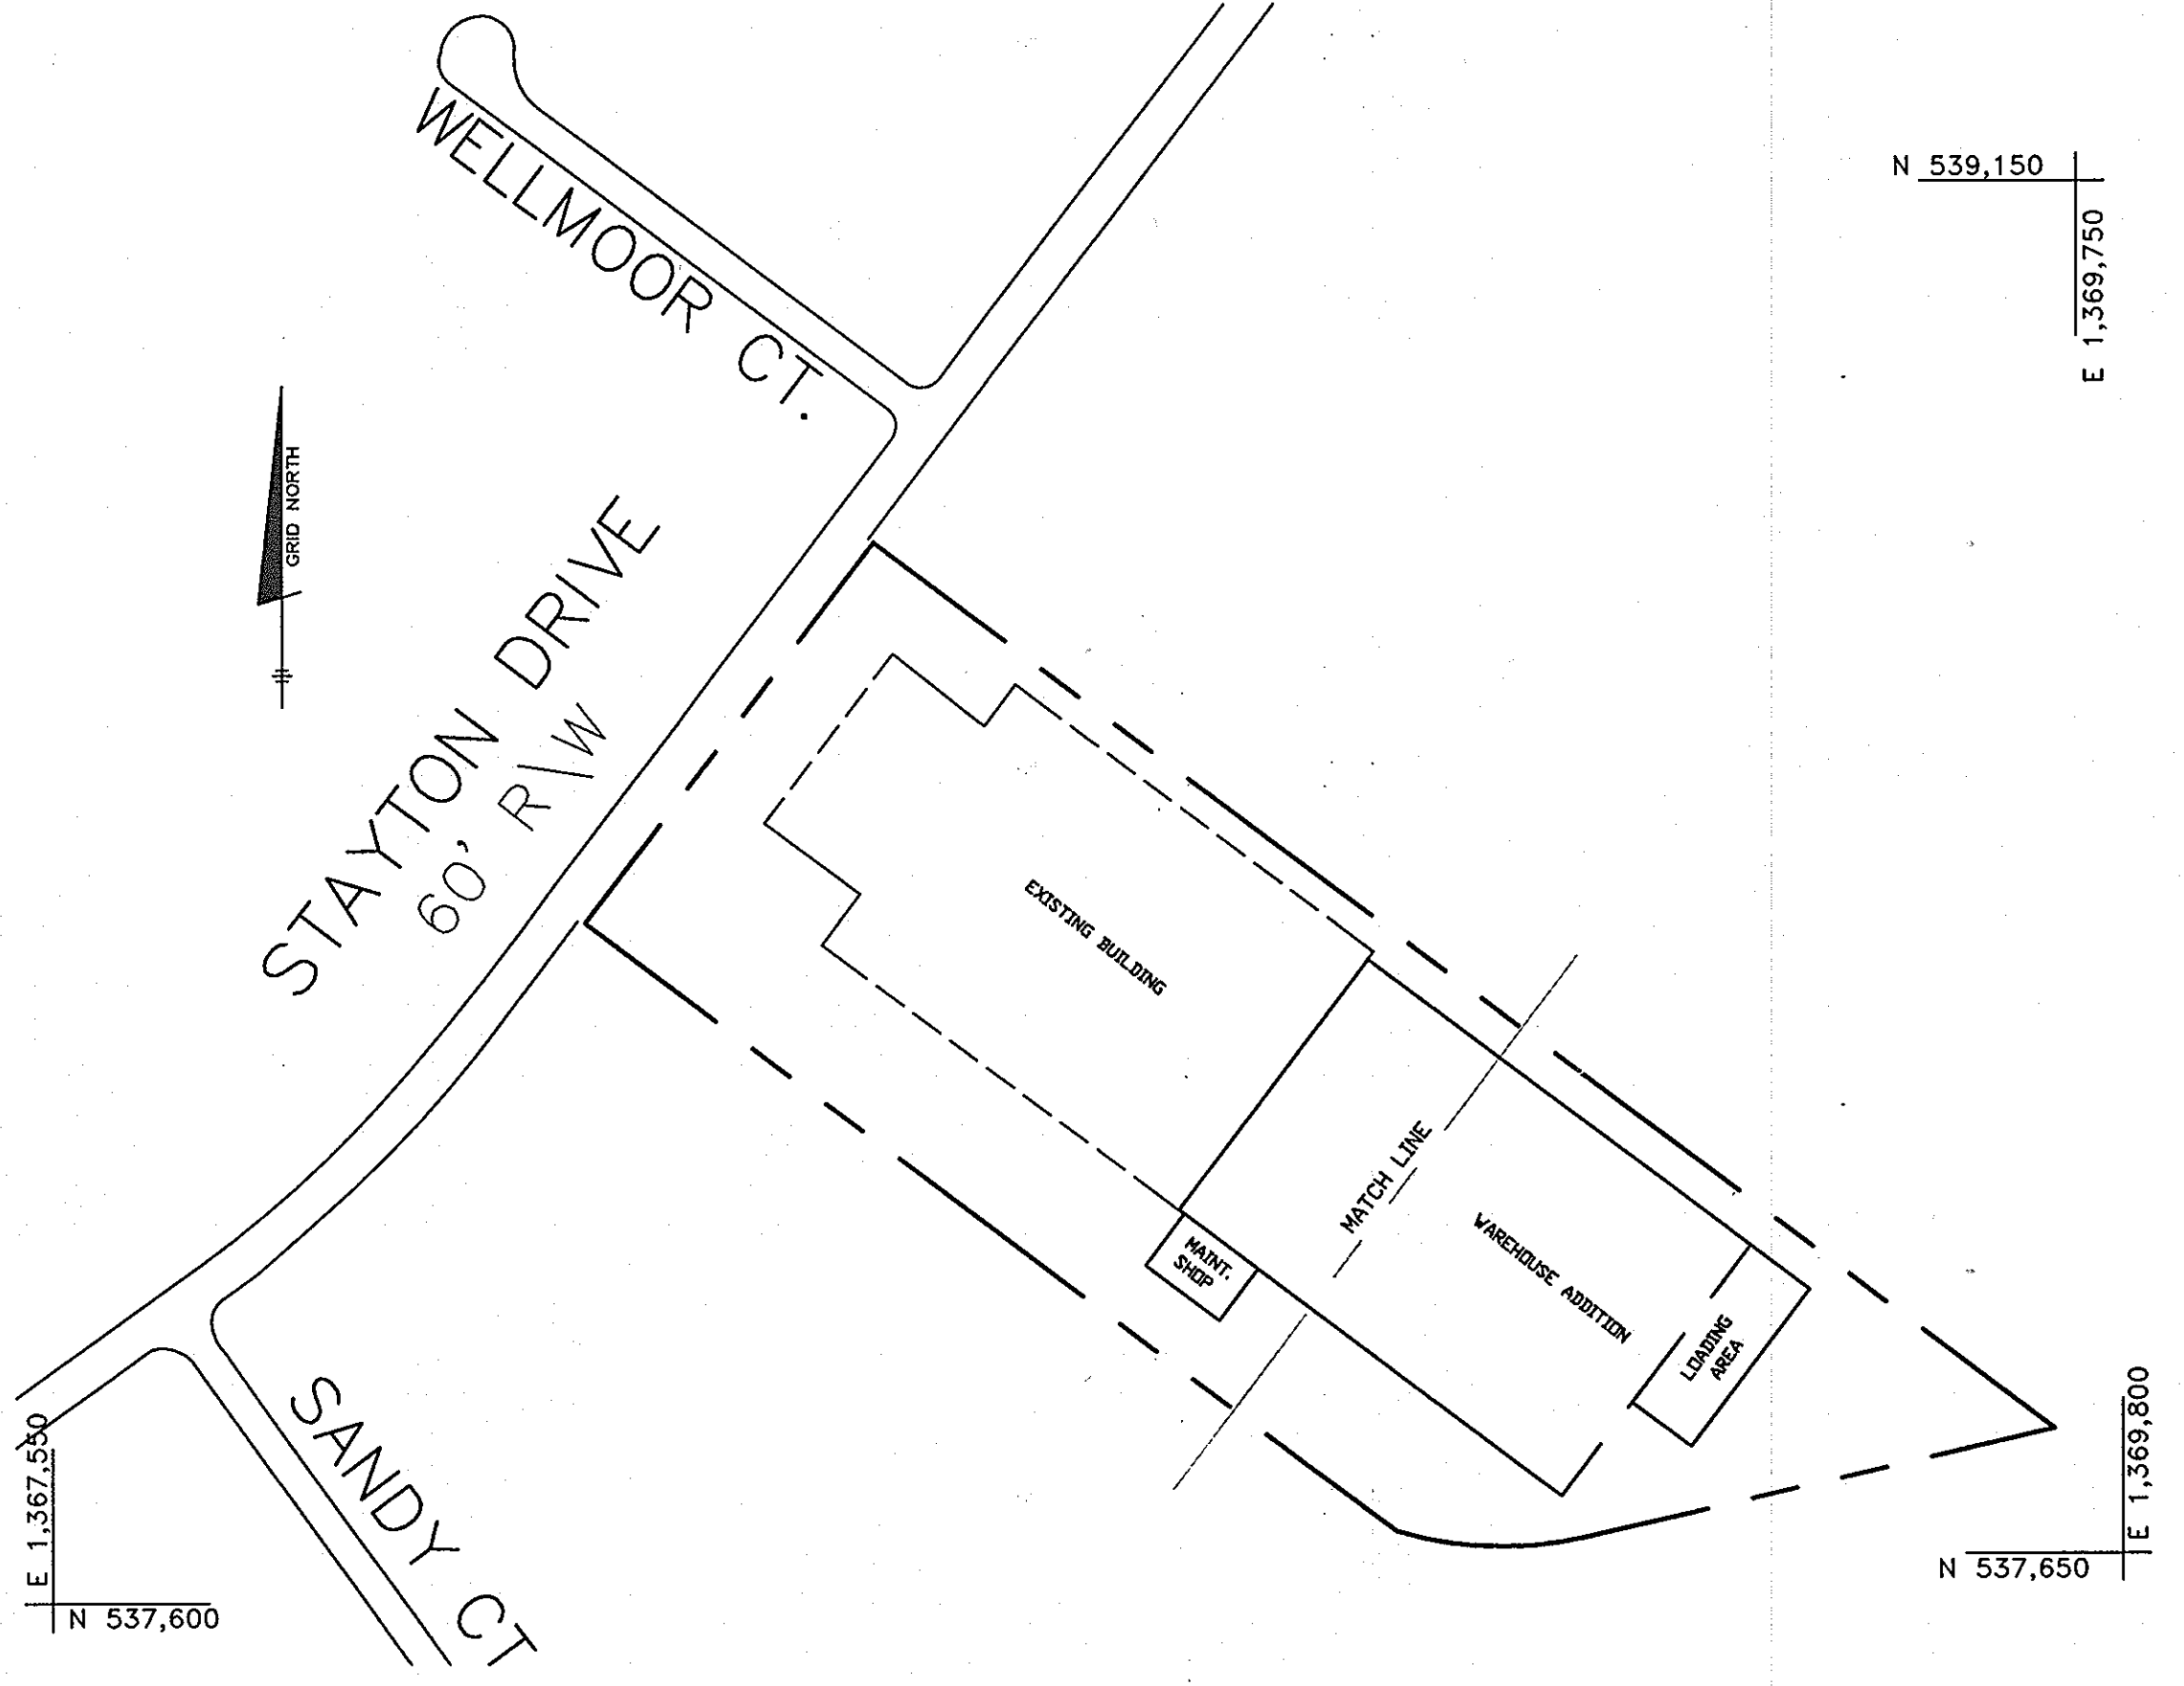 WELLMOOR CT.
N 539,150
E 1,369,750
GRID NORTH
STAYTON DRIVE
60' R\W
EXISTING BUILDING
MATCH LINE
MAINT.
SHOP
WAREHOUSE ADDITION
LOADING
AREA
SANDY CT
E 1,367,550
N 537,600
E 1,369,800
N 537,650